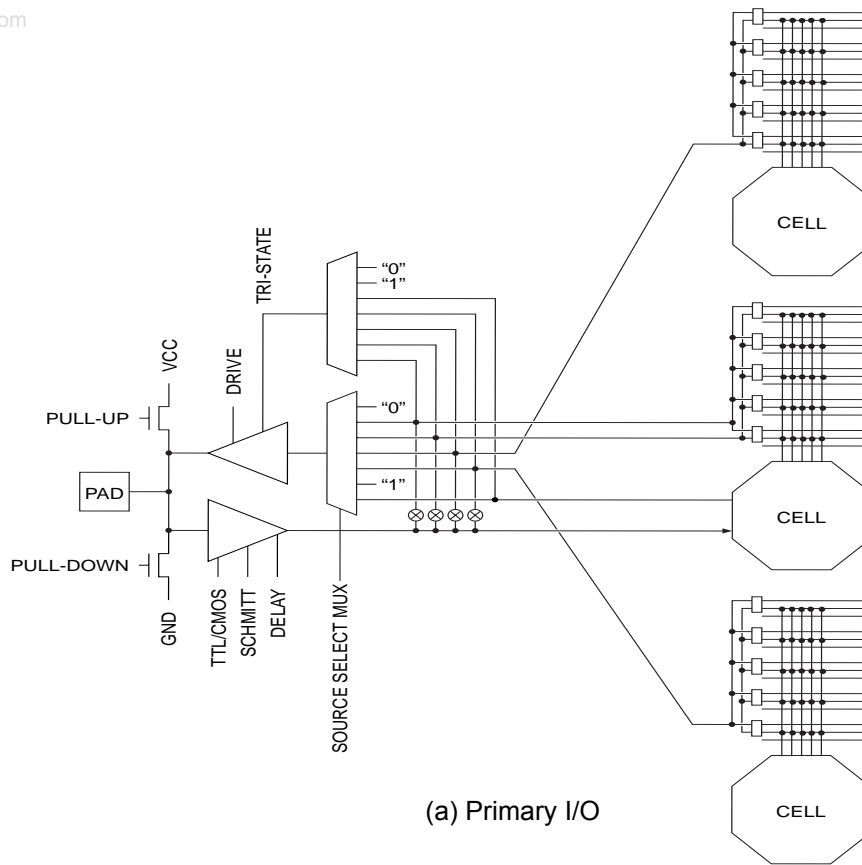 om
CELL
TRI-STATE
"0"
"1"
VCC
DRIVE
PULL-UP
"0"
PAD
"1"
CELL
PULL-DOWN
GND
TTL/CMOS
SCHMITT
DELAY
SOURCE SELECT MUX
(a) Primary I/O
CELL